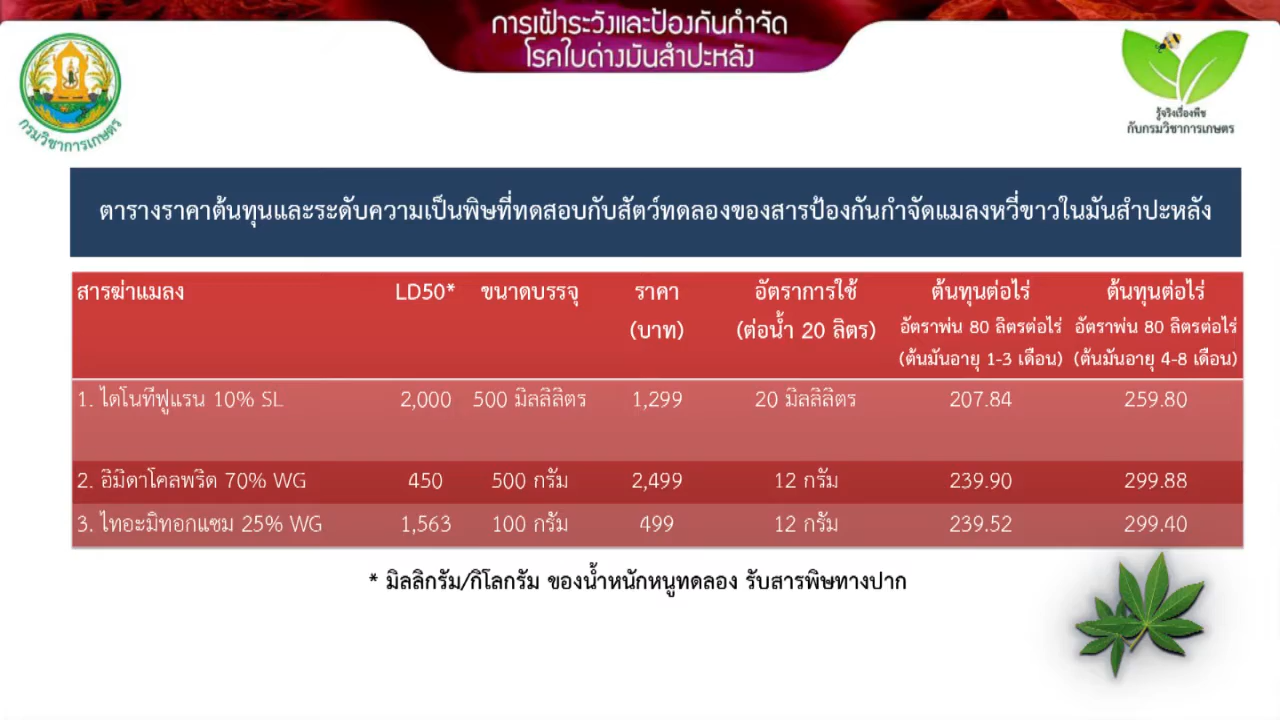 การเฝ้าระวังและป้องกันกำจัด
โรคใบด่างมันสำปะหลัง
กรมวิชาการเกษตร
รู้จริงเรื่องพืช
กับกรมวิชาการเกษตร
ตารางราคาต้นทุนและระดับความเป็นพิษที่ทดสอบกับสัตว์ทดลองของสารป้องกันกำจัดแมลงหวี่ขาวในมันสำปะหลัง
สารฆ่าแมลง LD50* ขนาดบรรจุ ราคา อัตราการใช้ ต้นทุนต่อไร่ ต้นทุนต่อไร่
(บาท) (ต่อน้ำ 20 ลิตร) อัตราพ่น 80 ลิตรต่อไร่ อัตราพ่น 80 ลิตรต่อไร่
(ต้นมันอายุ 1-3 เดือน) (ต้นมันอายุ 4-8 เดือน)
1. ไดโนทีฟูแรน 10% SL 2,000 500 มิลลิลิตร 1,299 20 มิลลิลิตร 207.84 259.80
2. อิมิดาโคลพริด 70% WG 450 500 กรัม 2,499 12 กรัม 239.90 299.88
3. ไทอะมิทอกแซม 25% WG 1,563 100 กรัม 499 12 กรัม 239.52 299.40
* มิลลิกรัม/กิโลกรัม ของน้ำหนักหนูทดลอง รับสารพิษทางปาก